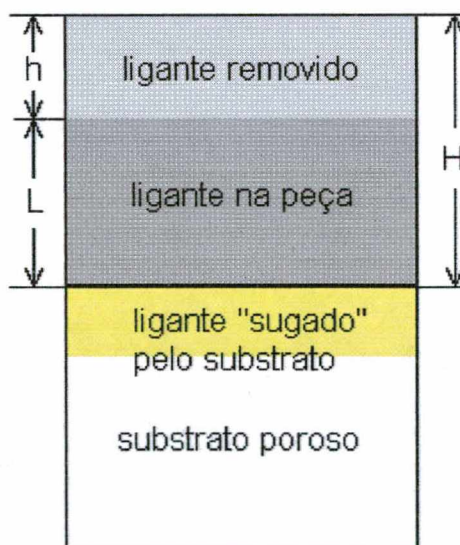 h
ligante removido
H
L
ligante na peça
ligante "sugado"
pelo substrato
substrato poroso